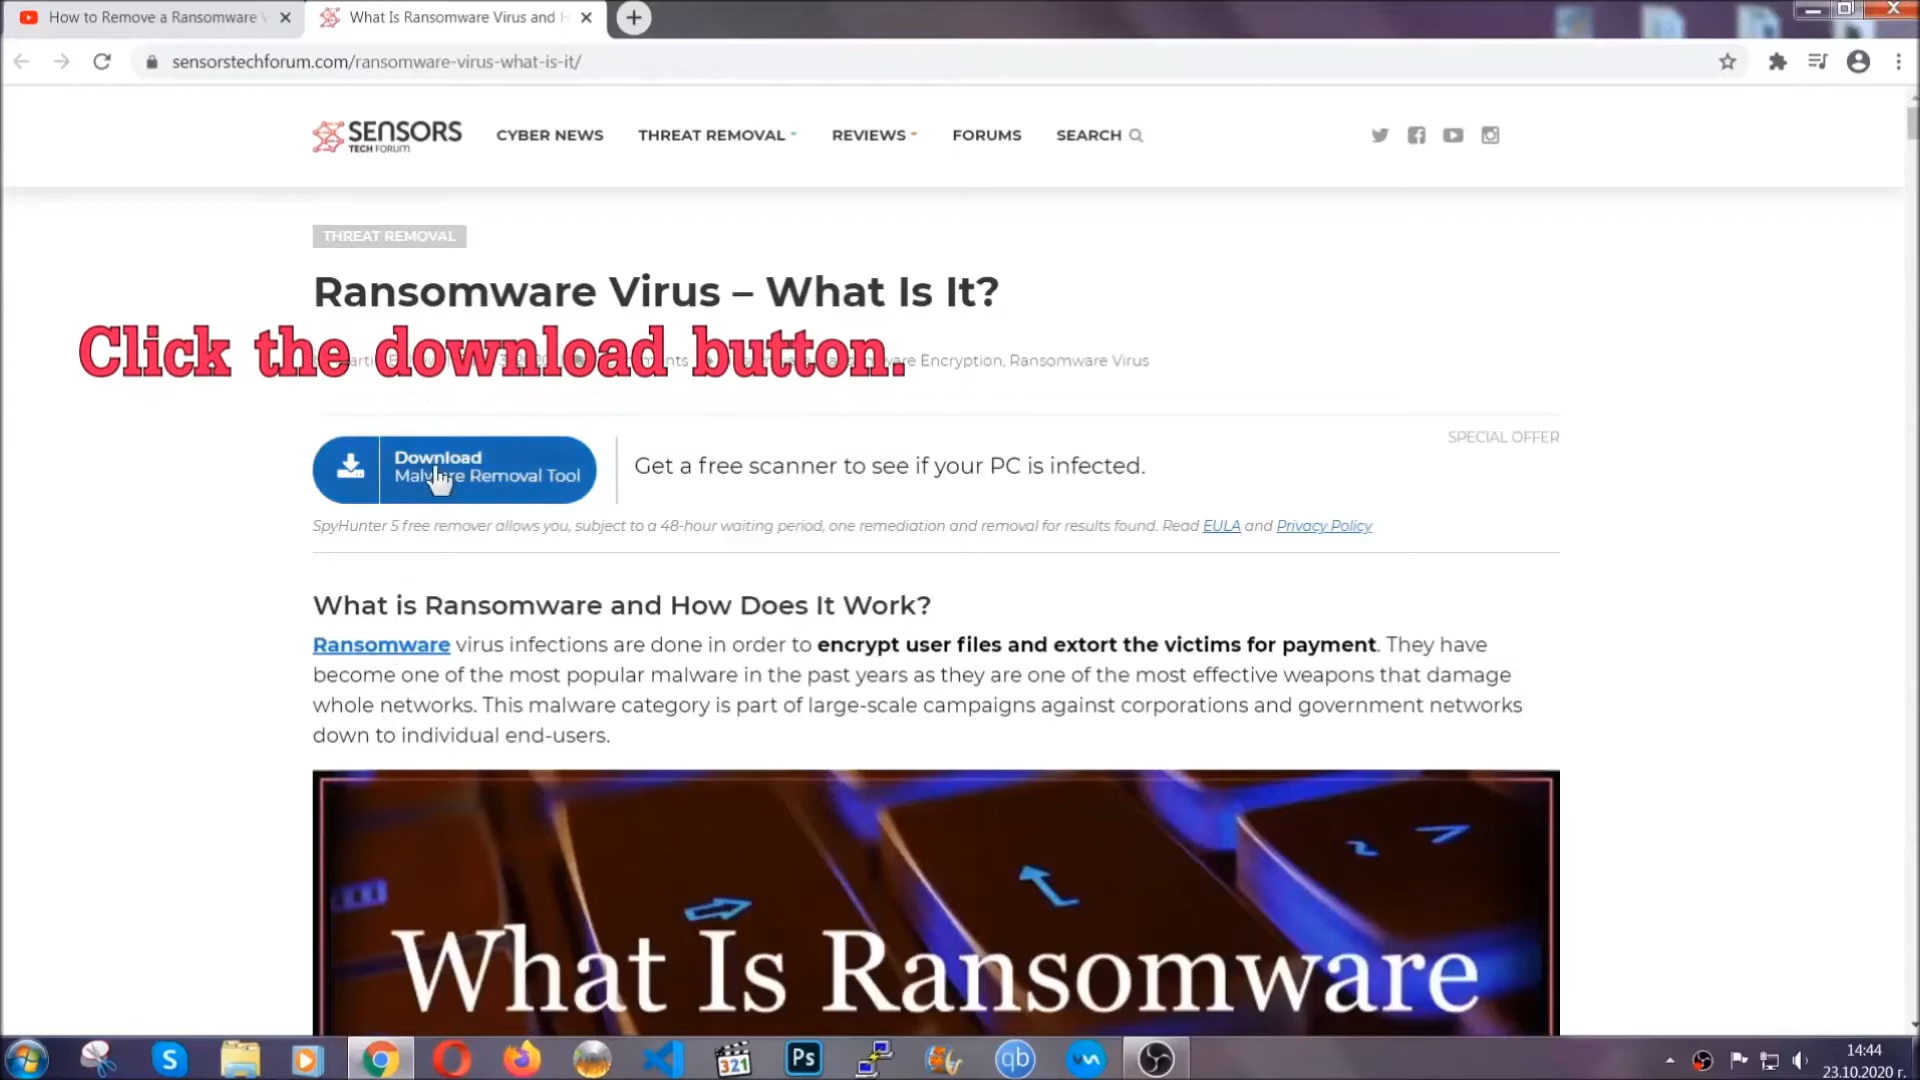 How to Remove a Ransomware
What Is Ransomware Virus and H
sensorstechforum.com/ransomware-virus-what-is-it/
SENSORS
TECH FORUM
CYBER NEWS
THREAT REMOVAL
REVIEWS
FORUMS
SEARCH
THREAT REMOVAL
Ransomware Virus – What Is It?
Click the download button.
Encryption, Ransomware Virus
SPECIAL OFFER
Download
Malware Removal Tool
Get a free scanner to see if your PC is infected.
SpyHunter 5 free remover allows you, subject to a 48-hour waiting period, one remediation and removal for results found. Read EULA and Privacy Policy
What is Ransomware and How Does It Work?
Ransomware virus infections are done in order to encrypt user files and extort the victims for payment. They have
become one of the most popular malware in the past years as they are one of the most effective weapons that damage
whole networks. This malware category is part of large-scale campaigns against corporations and government networks
down to individual end-users.
What Is Ransomware
S
321
Ps
qb
14:44
23.10.2020 г.